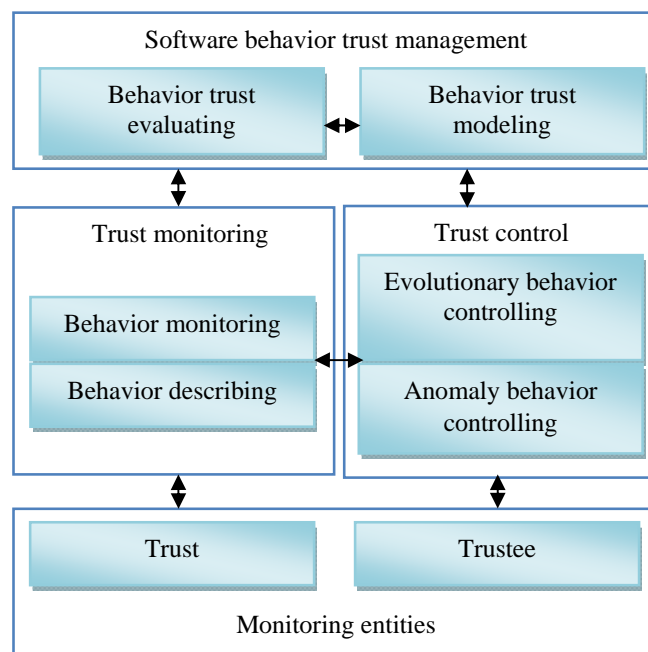 Software behavior trust management
Behavior trust
evaluating
Behavior trust
modeling
Trust monitoring
Behavior monitoring
Behavior describing
Trust control
Evolutionary behavior
controlling
Anomaly behavior
controlling
Trust
Trustee
Monitoring entities